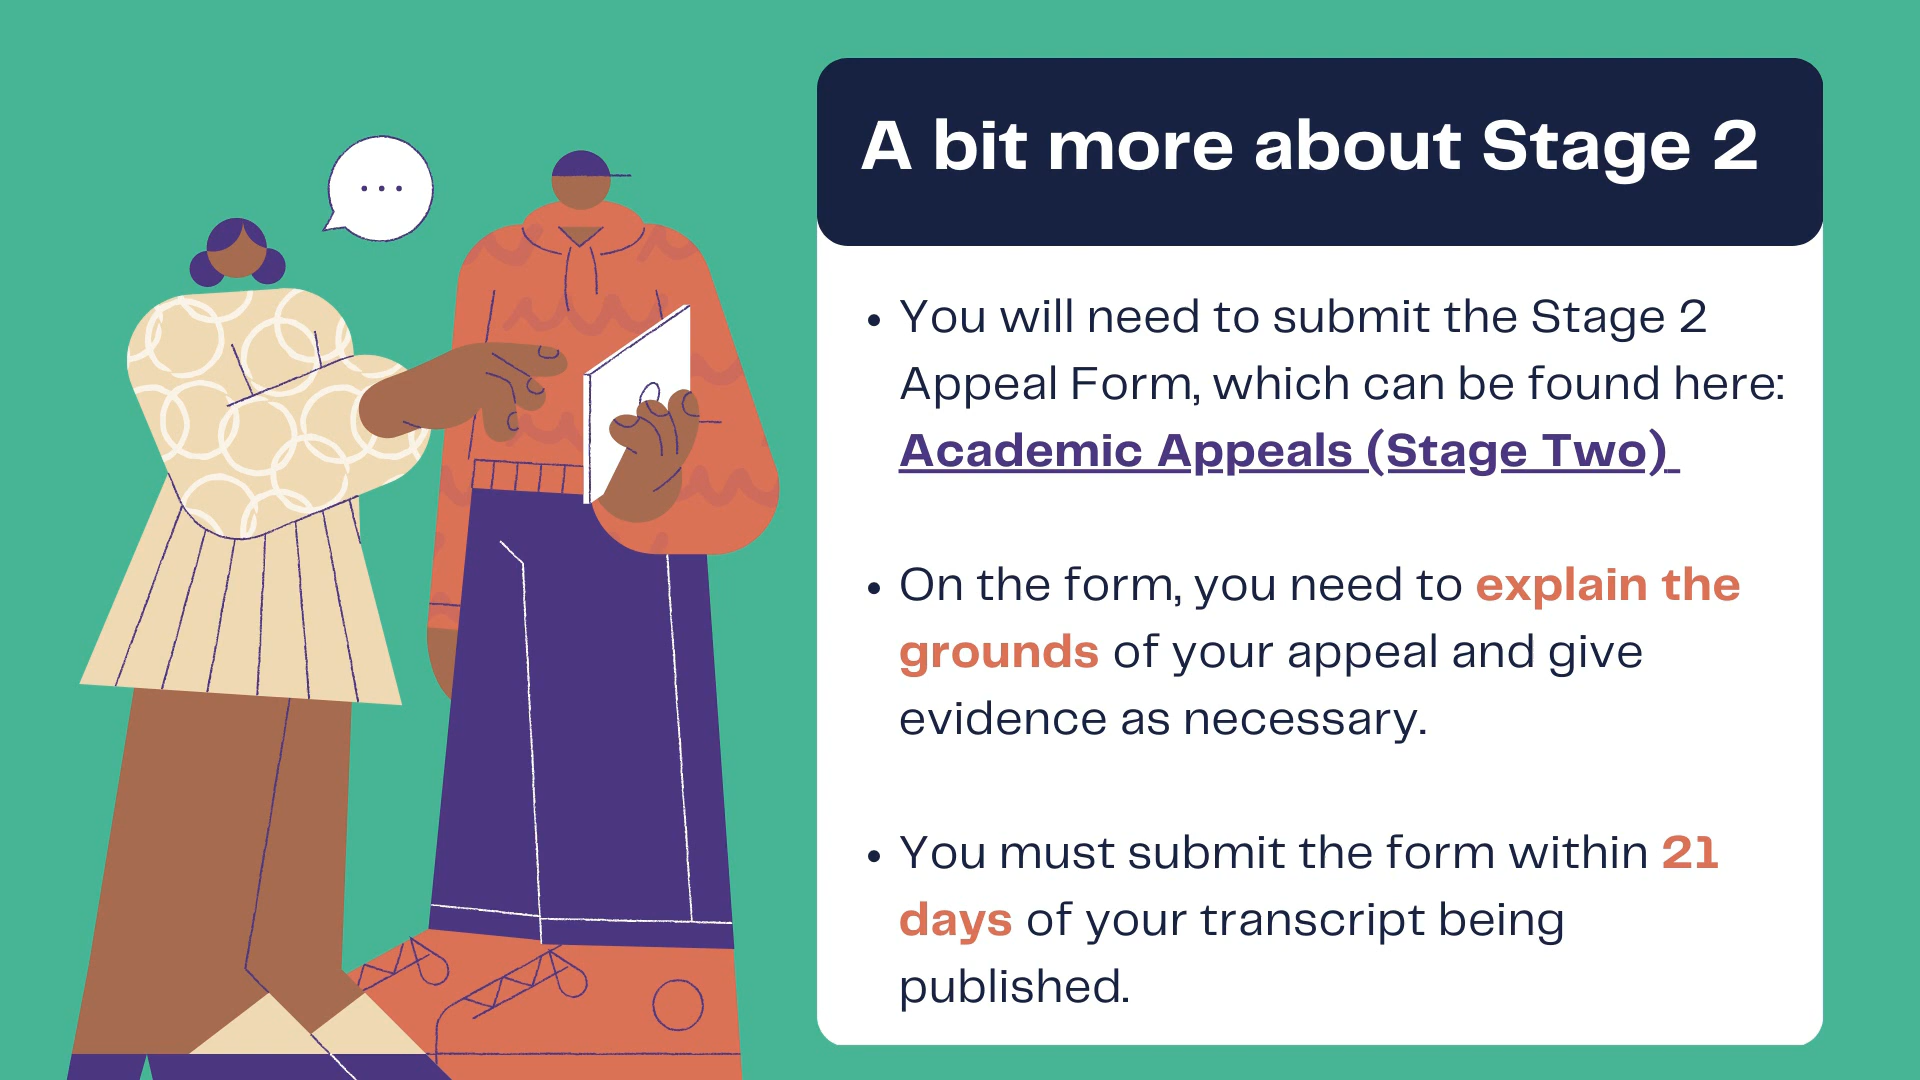 A bit more about Stage 2
• You will need to submit the Stage 2
Appeal Form, which can be found here:
Academic Appeals (Stage Two)
• On the form, you need to explain the
grounds of your appeal and give
evidence as necessary.
• You must submit the form within 21
days of your transcript being
published.